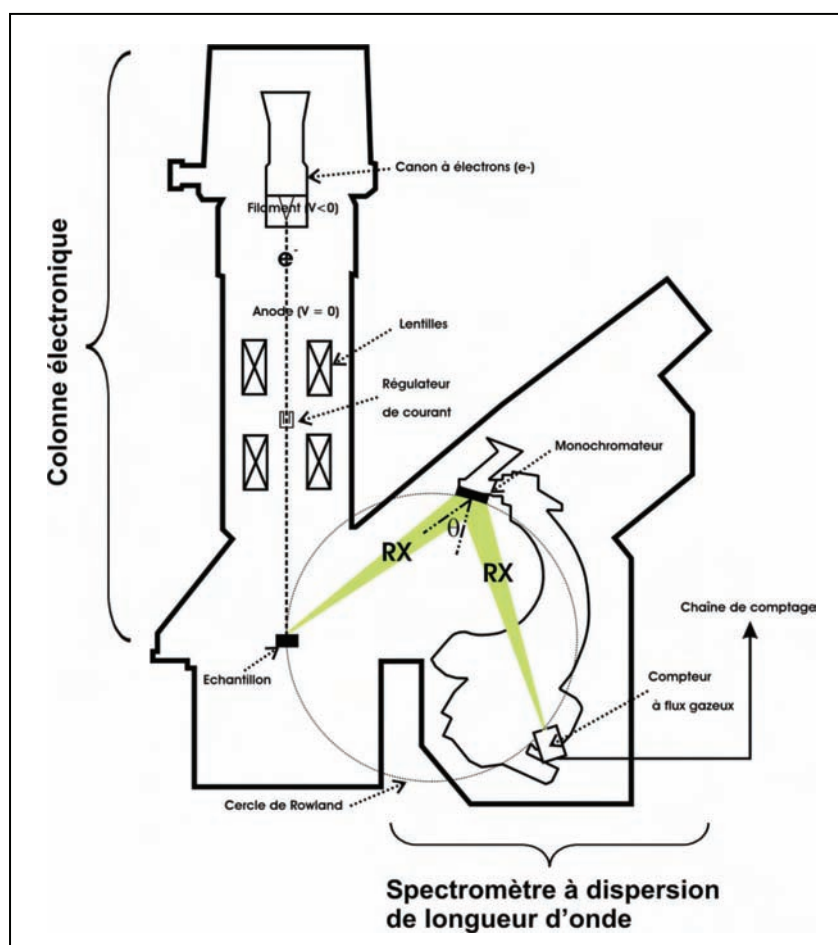 Canon à électrons (e-)
Filament (V<0)
e-
Anode (V = 0)
Lentilles
Régulateur
de courant
Colonne électronique
Monochromateur
θ
RX
RX
Chaîne de comptage
Echantillon
Compteur
à flux gazeux
Cercle de Rowland
Spectromètre à dispersion
de longueur d'onde